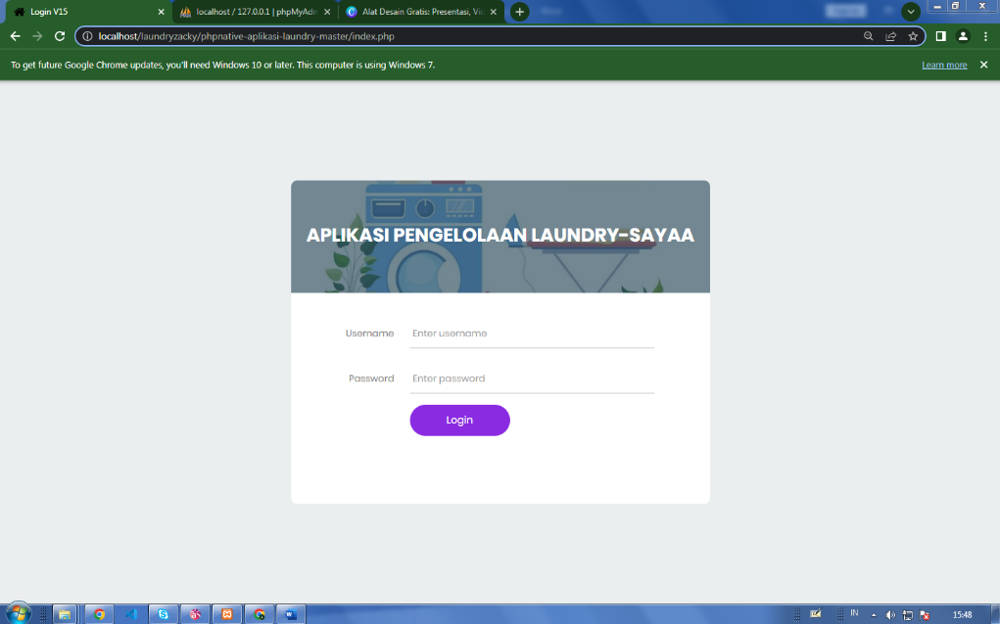 Login V15
localhost / 127.0.0.1 | phpMyAdm
Alat Desain Gratis: Presentasi, Vid
localhost/laundryzacky/phpnative-aplikasi-laundry-master/index.php
To get future Google Chrome updates, you'll need Windows 10 or later. This computer is using Windows 7.
Learn more
APLIKASI PENGELOLAAN LAUNDRY-SAYAA
Username
Enter username
Password
Enter password
Login
IN
15:48